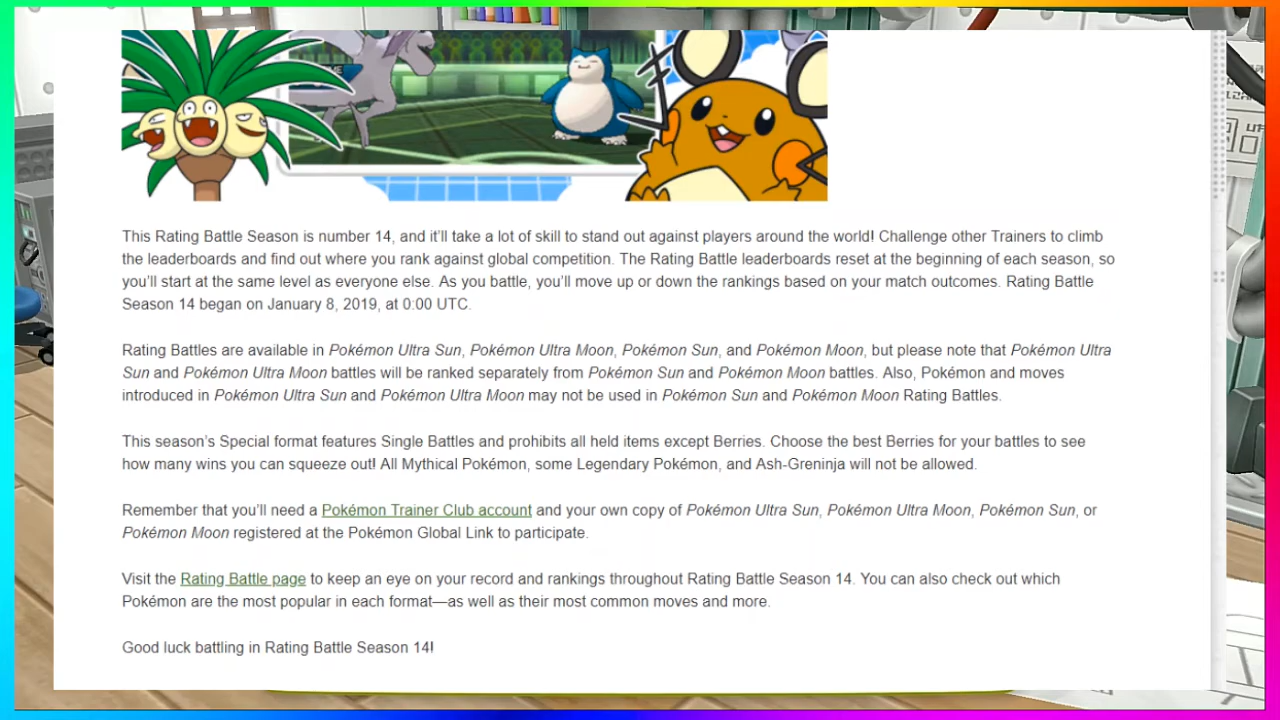 This Rating Battle Season is number 14, and it'll take a lot of skill to stand out against players around the world! Challenge other Trainers to climb
the leaderboards and find out where you rank against global competition. The Rating Battle leaderboards reset at the beginning of each season, so
you'll start at the same level as everyone else. As you battle, you'll move up or down the rankings based on your match outcomes. Rating Battle
Season 14 began on January 8, 2019, at 0:00 UTC.
Rating Battles are available in Pokémon Ultra Sun, Pokémon Ultra Moon, Pokémon Sun, and Pokémon Moon, but please note that Pokémon Ultra
Sun and Pokémon Ultra Moon battles will be ranked separately from Pokémon Sun and Pokémon Moon battles. Also, Pokémon and moves
introduced in Pokémon Ultra Sun and Pokémon Ultra Moon may not be used in Pokémon Sun and Pokémon Moon Rating Battles.
This season's Special format features Single Battles and prohibits all held items except Berries. Choose the best Berries for your battles to see
how many wins you can squeeze out! All Mythical Pokémon, some Legendary Pokémon, and Ash-Greninja will not be allowed.
Remember that you'll need a Pokémon Trainer Club account and your own copy of Pokémon Ultra Sun, Pokémon Ultra Moon, Pokémon Sun, or
Pokémon Moon registered at the Pokémon Global Link to participate.
Visit the Rating Battle page to keep an eye on your record and rankings throughout Rating Battle Season 14. You can also check out which
Pokémon are the most popular in each format—as well as their most common moves and more.
Good luck battling in Rating Battle Season 14!